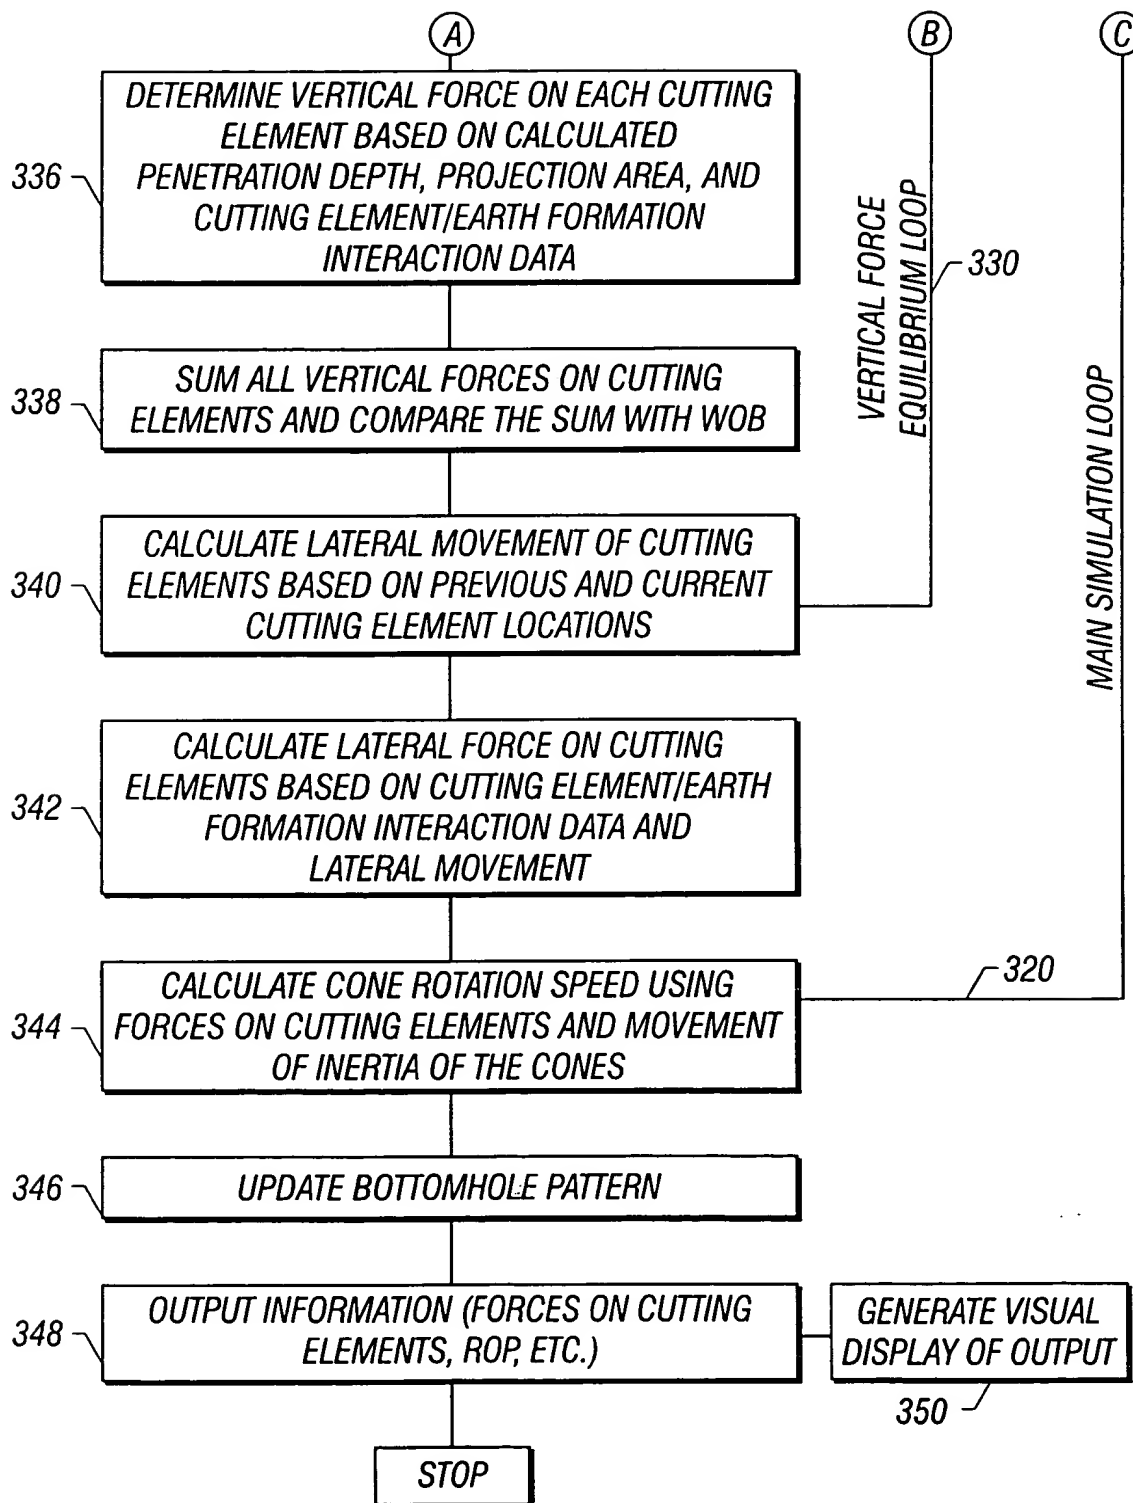 A
B
C
DETERMINE VERTICAL FORCE ON EACH CUTTING
ELEMENT BASED ON CALCULATED
PENETRATION DEPTH, PROJECTION AREA, AND
CUTTING ELEMENT/EARTH FORMATION
INTERACTION DATA
336
VERTICAL FORCE
EQUILIBRIUM LOOP
330
MAIN SIMULATION LOOP
SUM ALL VERTICAL FORCES ON CUTTING
ELEMENTS AND COMPARE THE SUM WITH WOB
338
CALCULATE LATERAL MOVEMENT OF CUTTING
ELEMENTS BASED ON PREVIOUS AND CURRENT
CUTTING ELEMENT LOCATIONS
340
CALCULATE LATERAL FORCE ON CUTTING
ELEMENTS BASED ON CUTTING ELEMENT/EARTH
FORMATION INTERACTION DATA AND
LATERAL MOVEMENT
342
320
CALCULATE CONE ROTATION SPEED USING
FORCES ON CUTTING ELEMENTS AND MOVEMENT
OF INERTIA OF THE CONES
344
UPDATE BOTTOMHOLE PATTERN
346
OUTPUT INFORMATION (FORCES ON CUTTING
ELEMENTS, ROP, ETC.)
348
GENERATE VISUAL
DISPLAY OF OUTPUT
350
STOP